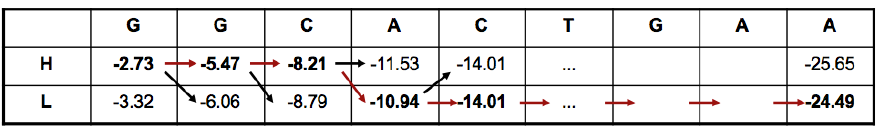 G G C A C T G A A
H -2.73 -5.47 -8.21 -11.53 -14.01 ... -25.65
L -3.32 -6.06 -8.79 -10.94 -14.01 ... -24.49